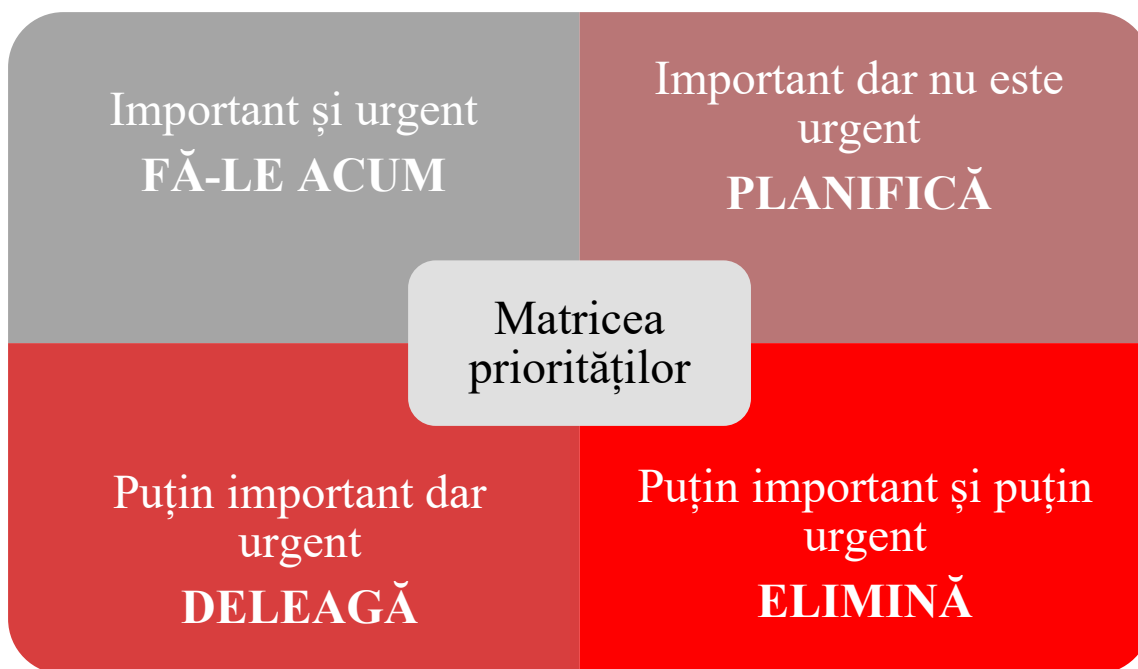 Important și urgent
FĂ-LE ACUM
Important dar nu este
urgent
PLANIFICĂ
Matricea
priorităților
Puțin important dar
urgent
DELEAGĂ
Puțin important și puțin
urgent
ELIMINĂ